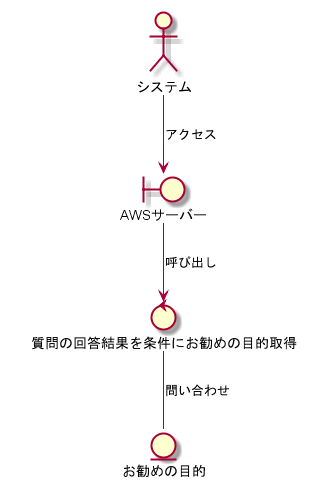 システム
アクセス
AWSサーバー
呼び出し
質問の回答結果を条件にお勧めの目的取得
問い合わせ
お勧めの目的